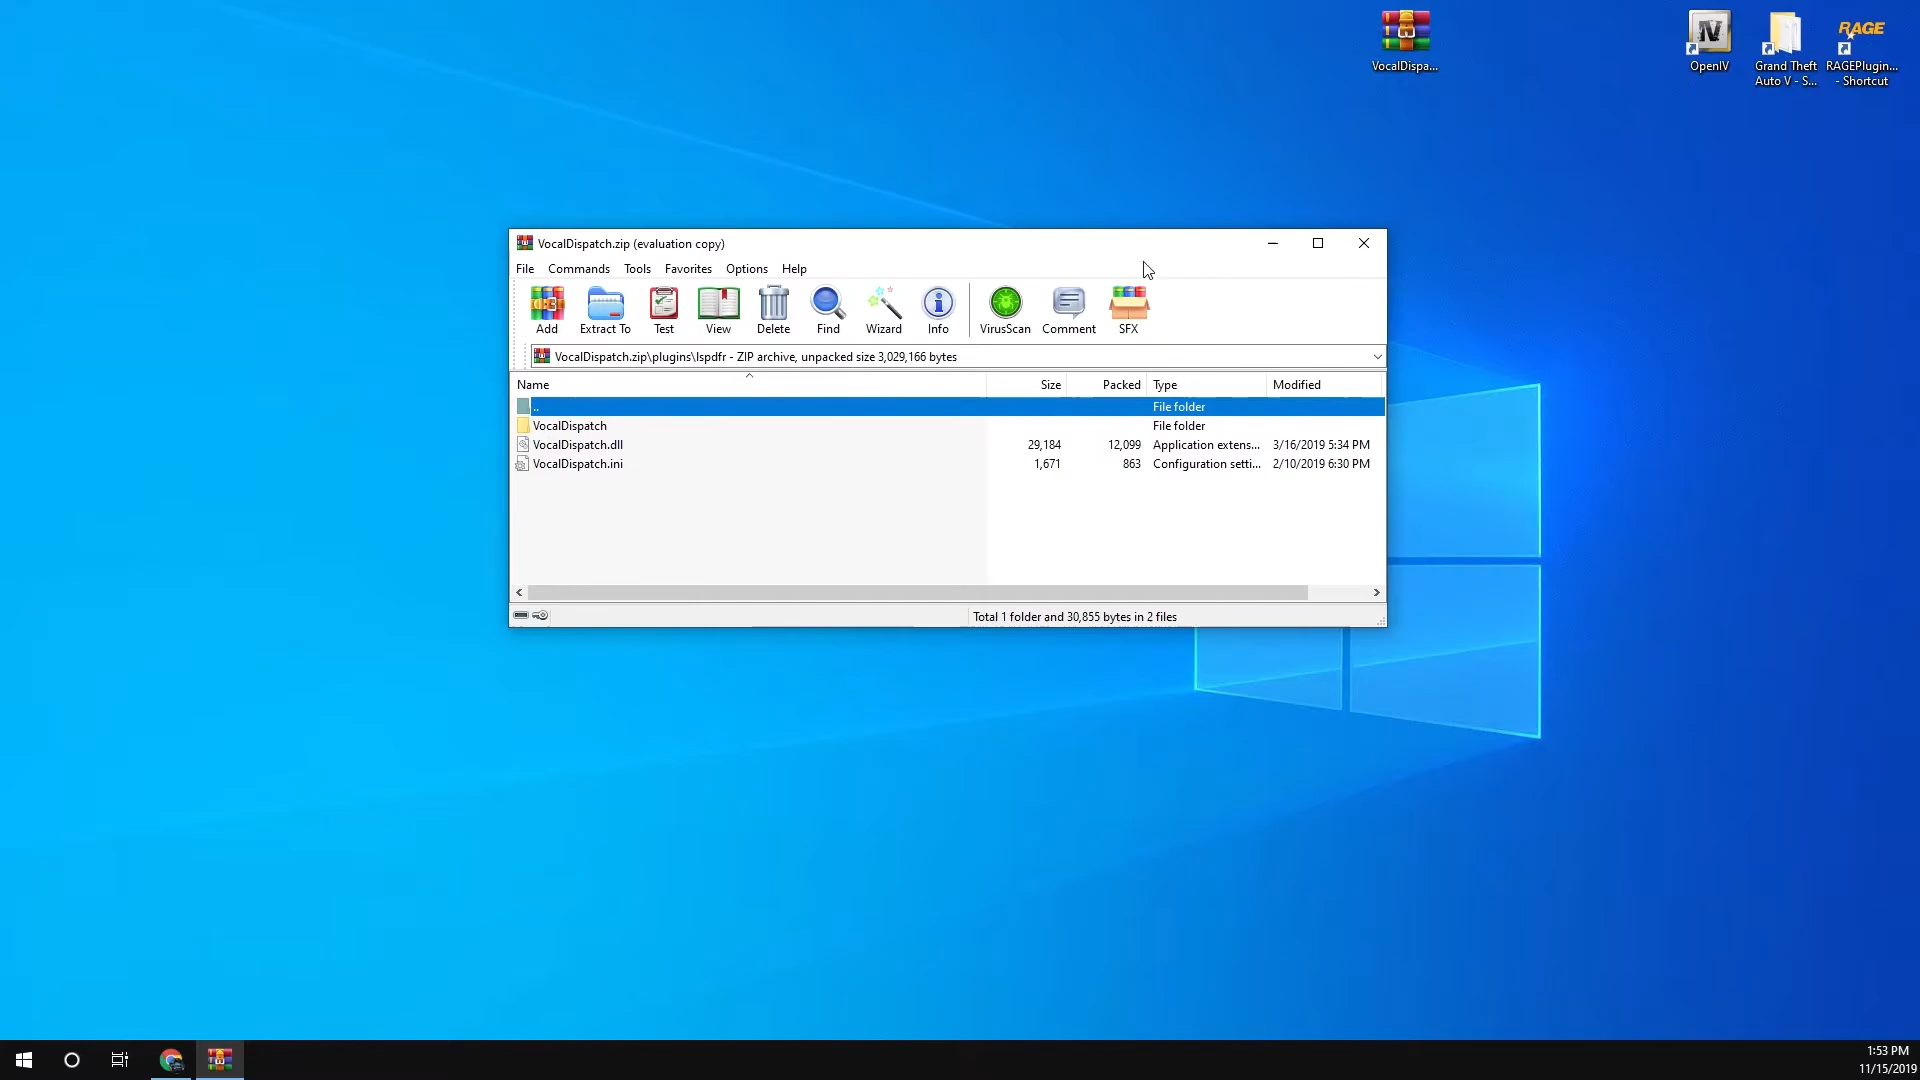 VocalDispa...
OpenIV
Grand Theft
Auto V - S...
RAGE
RAGEPlugin...
- Shortcut
VocalDispatch.zip (evaluation copy)
File Commands Tools Favorites Options Help
Add Extract To Test View Delete Find Wizard Info VirusScan Comment SFX
VocalDispatch.zip\plugins\lspdfr - ZIP archive, unpacked size 3,029,166 bytes
Name Size Packed Type Modified
.. File folder
VocalDispatch File folder
VocalDispatch.dll 29,184 12,099 Application extens... 3/16/2019 5:34 PM
VocalDispatch.ini 1,671 863 Configuration setti... 2/10/2019 6:30 PM
Total 1 folder and 30,855 bytes in 2 files
1:53 PM
11/15/2019